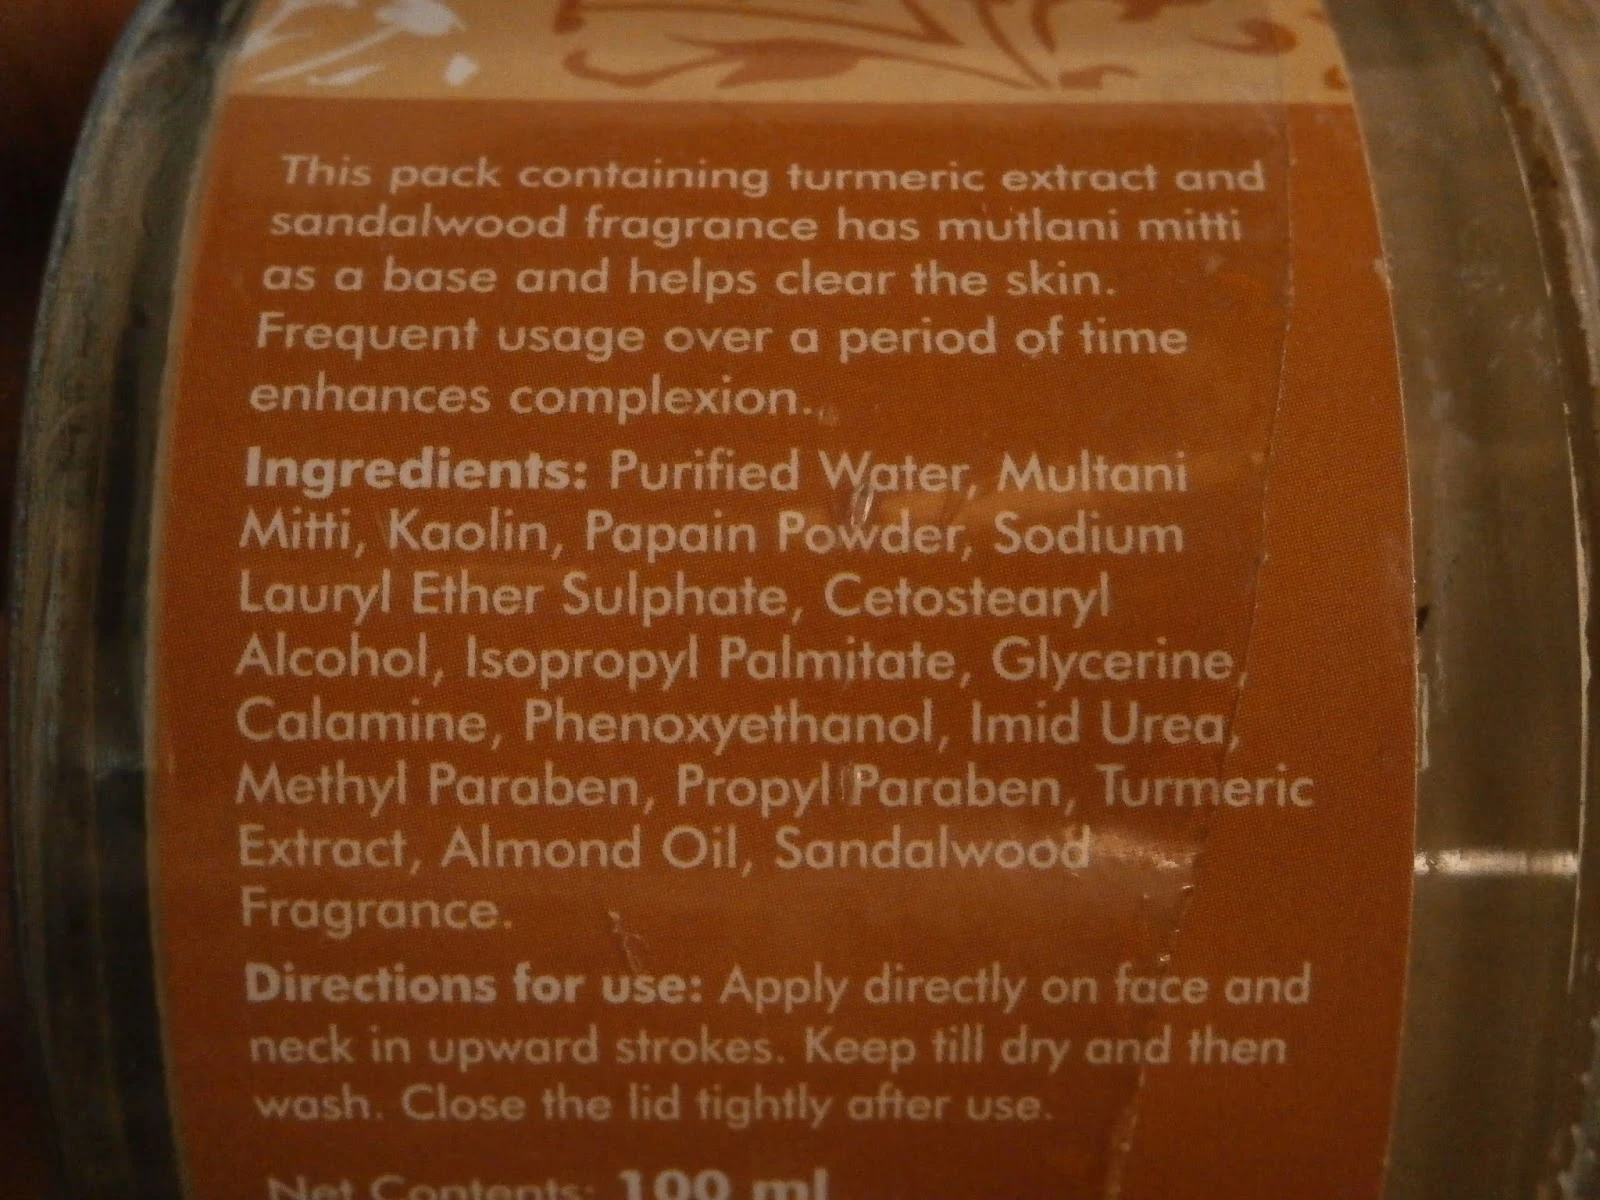 This pack containing turmeric extract and
sandalwood fragrance has mutlani mitti
as a base and helps clear the skin.
Frequent usage over a period of time
enhances complexion.
Ingredients: Purified Water, Multani
Mitti, Kaolin, Papain Powder, Sodium
Lauryl Ether Sulphate, Cetostearyl
Alcohol, Isopropyl Palmitate, Glycerine,
Calamine, Phenoxyethanol, Imid Urea,
Methyl Paraben, Propyl Paraben, Turmeric
Extract, Almond Oil, Sandalwood
Fragrance.
Directions for use: Apply directly on face and
neck in upward strokes. Keep till dry and then
wash. Close the lid tightly after use.
Net Contents: 100 ml